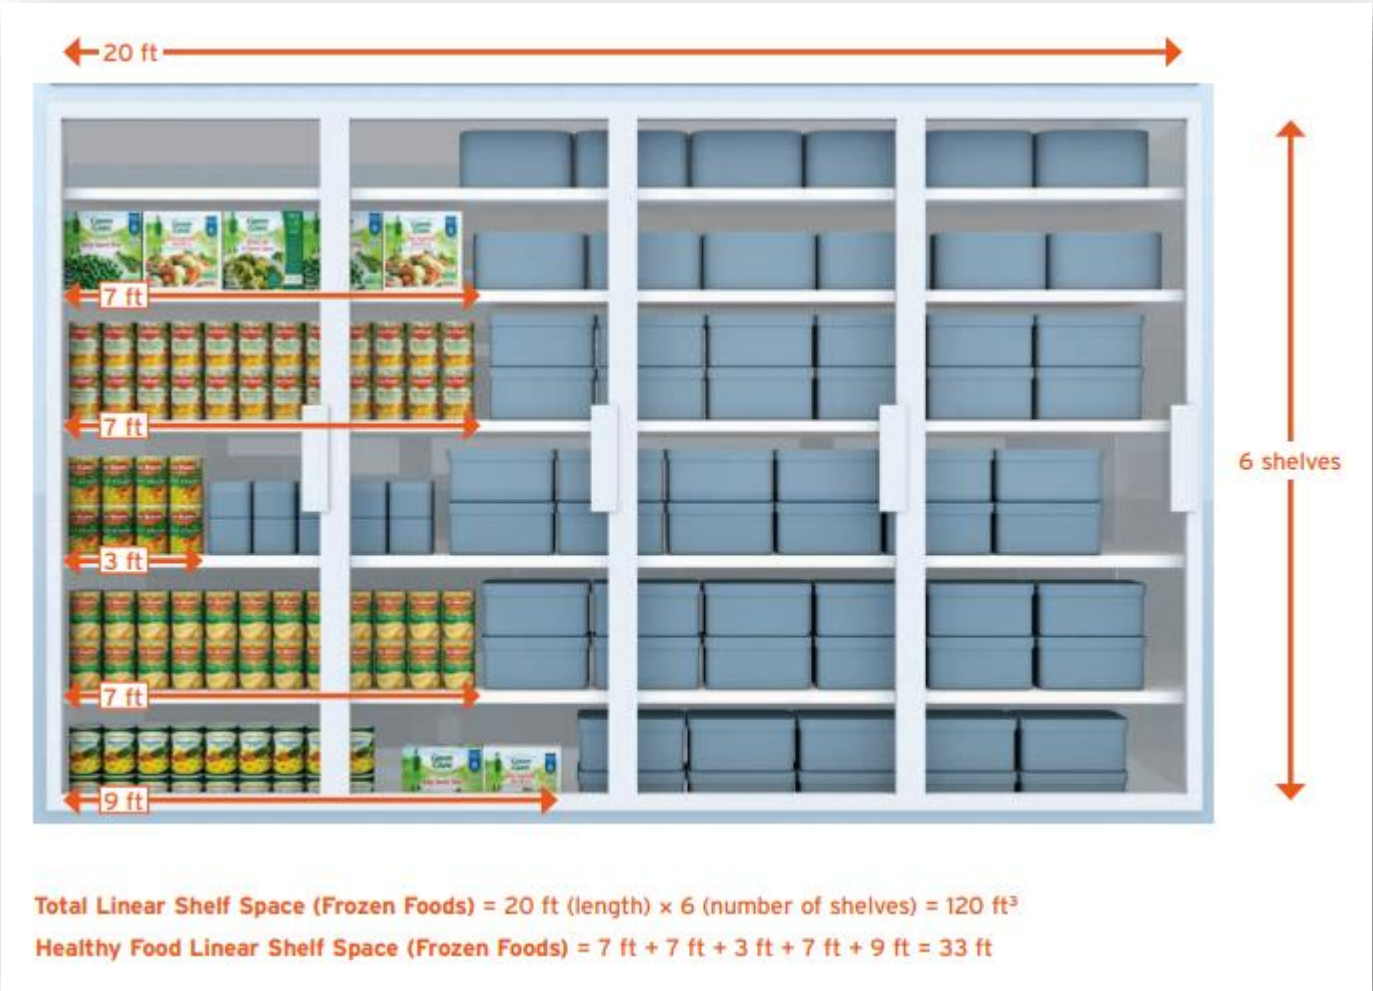 20 ft
7 ft
7 ft
6 shelves
3 ft
7 ft
9 ft
Total Linear Shelf Space (Frozen Foods) = 20 ft (length) × 6 (number of shelves) = 120 ft³
Healthy Food Linear Shelf Space (Frozen Foods) = 7 ft + 7 ft + 3 ft + 7 ft + 9 ft = 33 ft